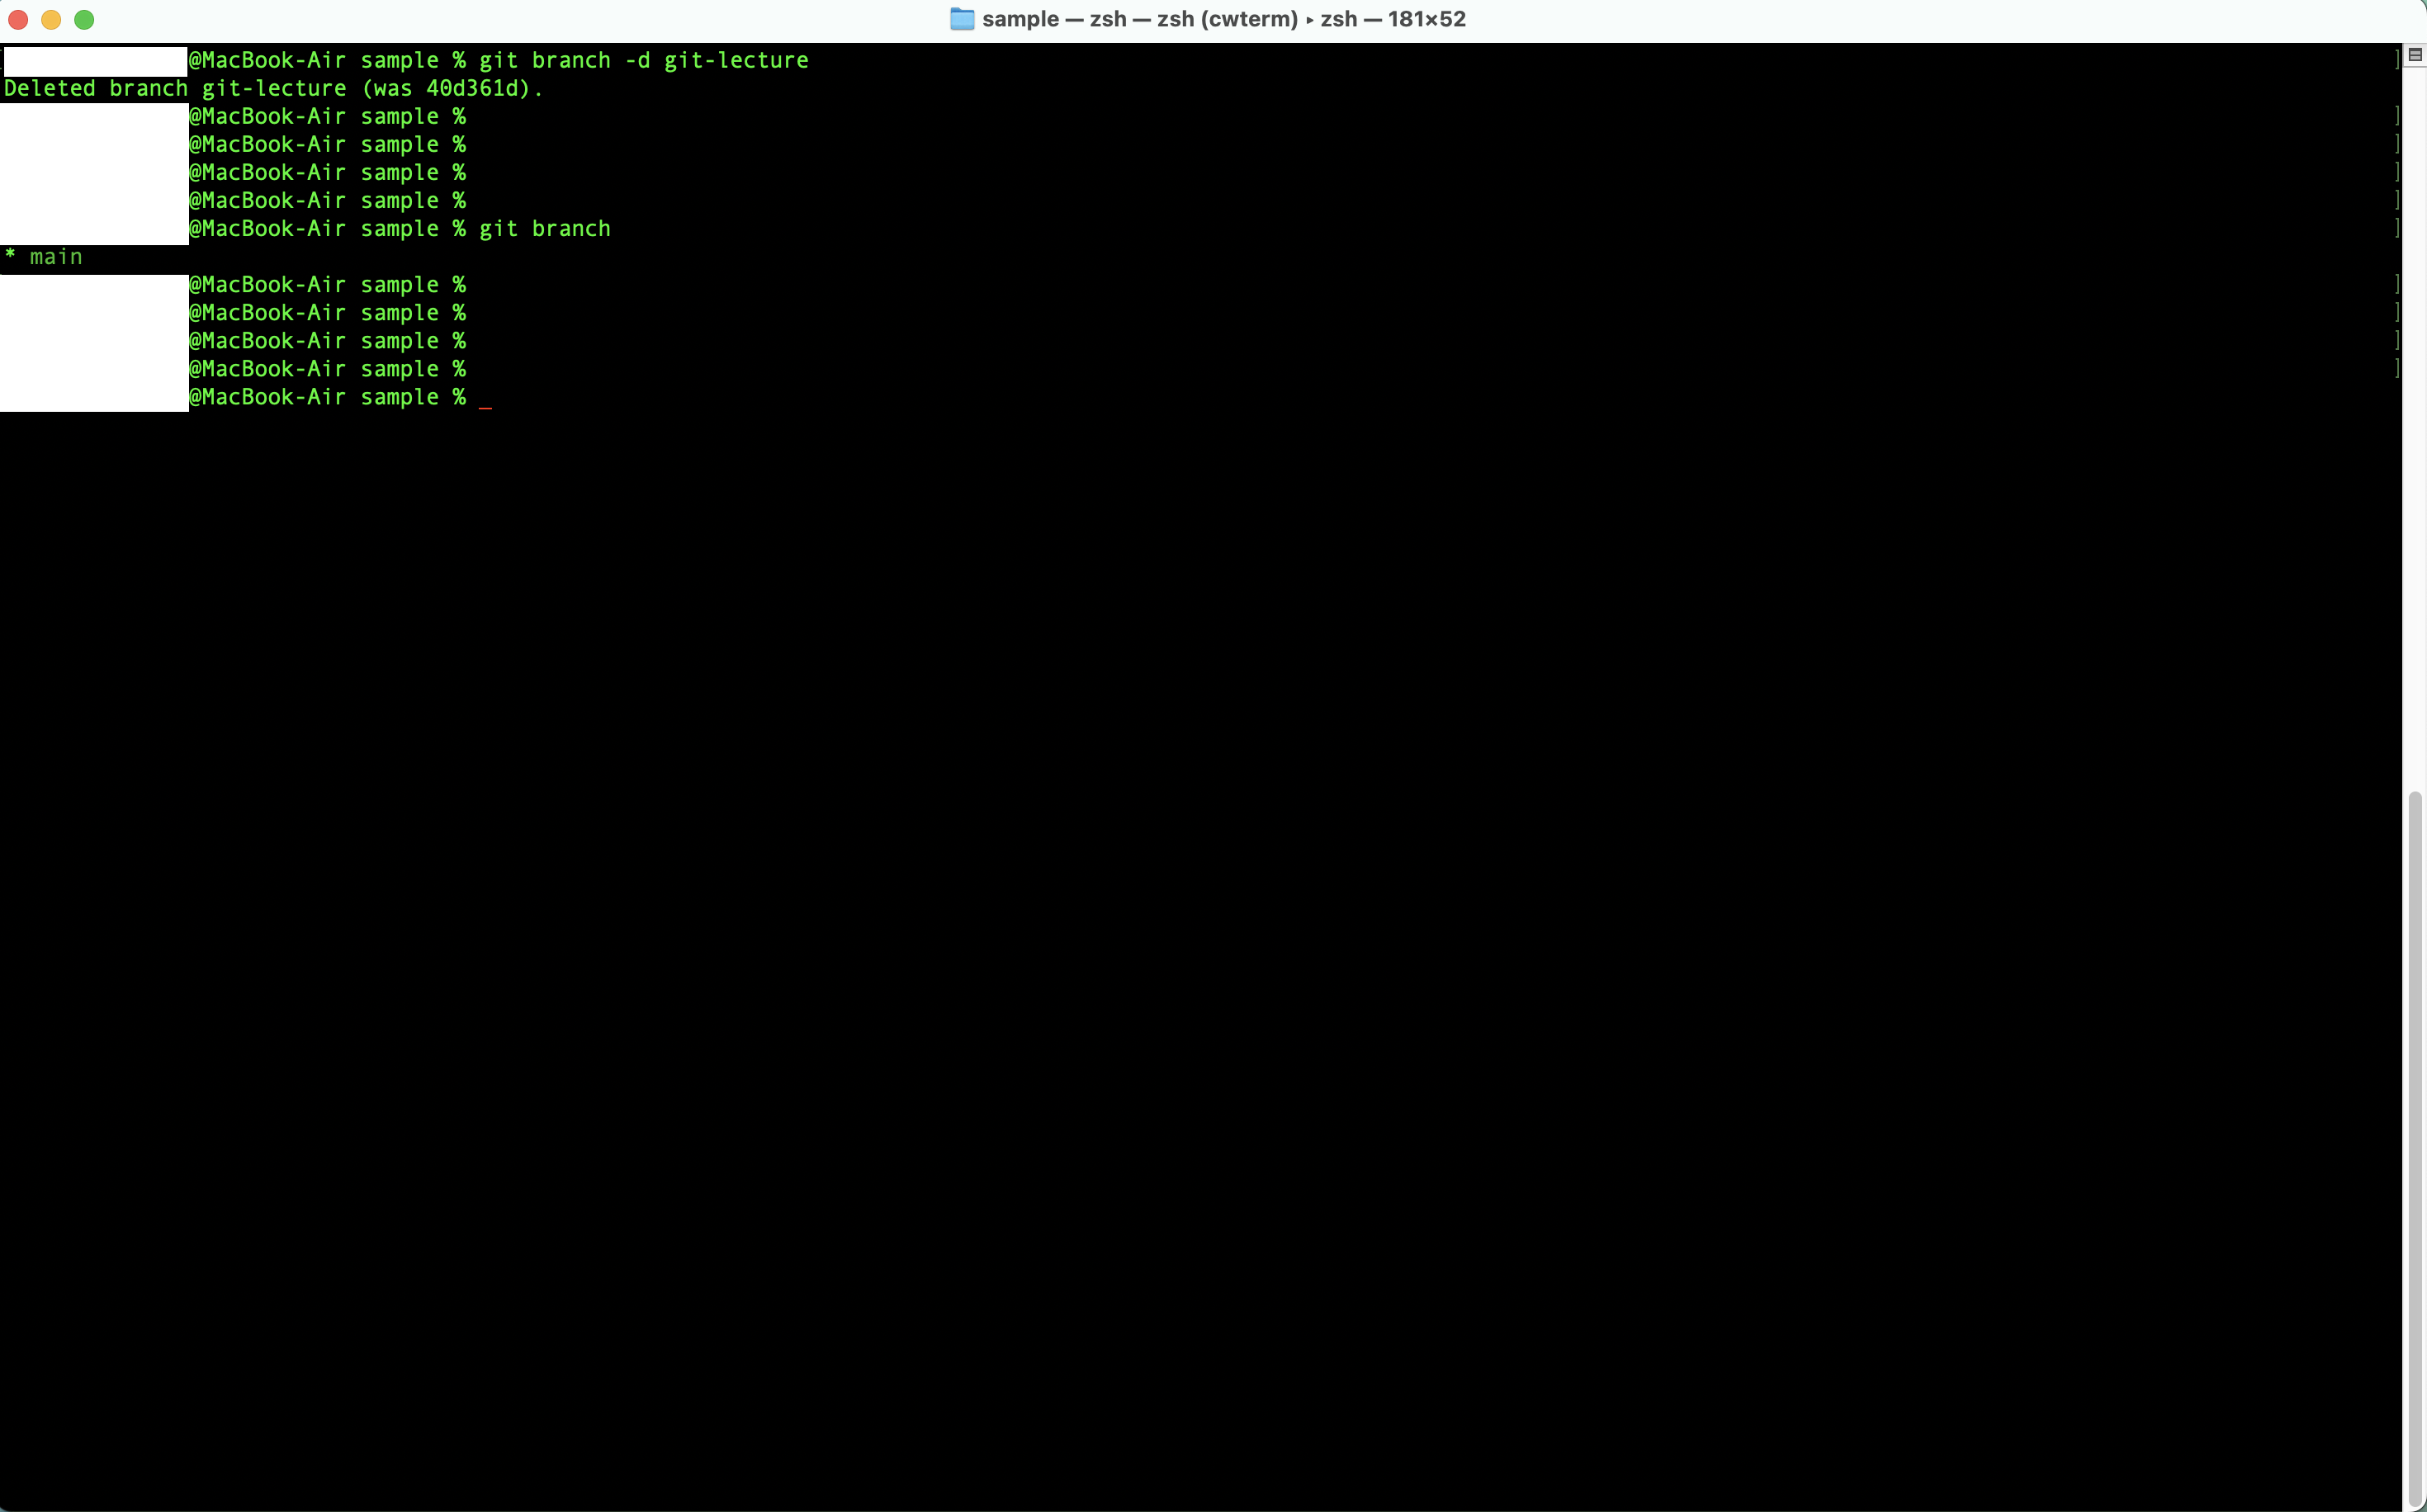 sample — zsh — zsh (cwterm) ▸ zsh — 181×52
@MacBook-Air sample % git branch -d git-lecture ]
Deleted branch git-lecture (was 40d361d).
@MacBook-Air sample % ]
@MacBook-Air sample % ]
@MacBook-Air sample % ]
@MacBook-Air sample % ]
@MacBook-Air sample % git branch ]
* main
@MacBook-Air sample % ]
@MacBook-Air sample % ]
@MacBook-Air sample % ]
@MacBook-Air sample % ]
@MacBook-Air sample % _